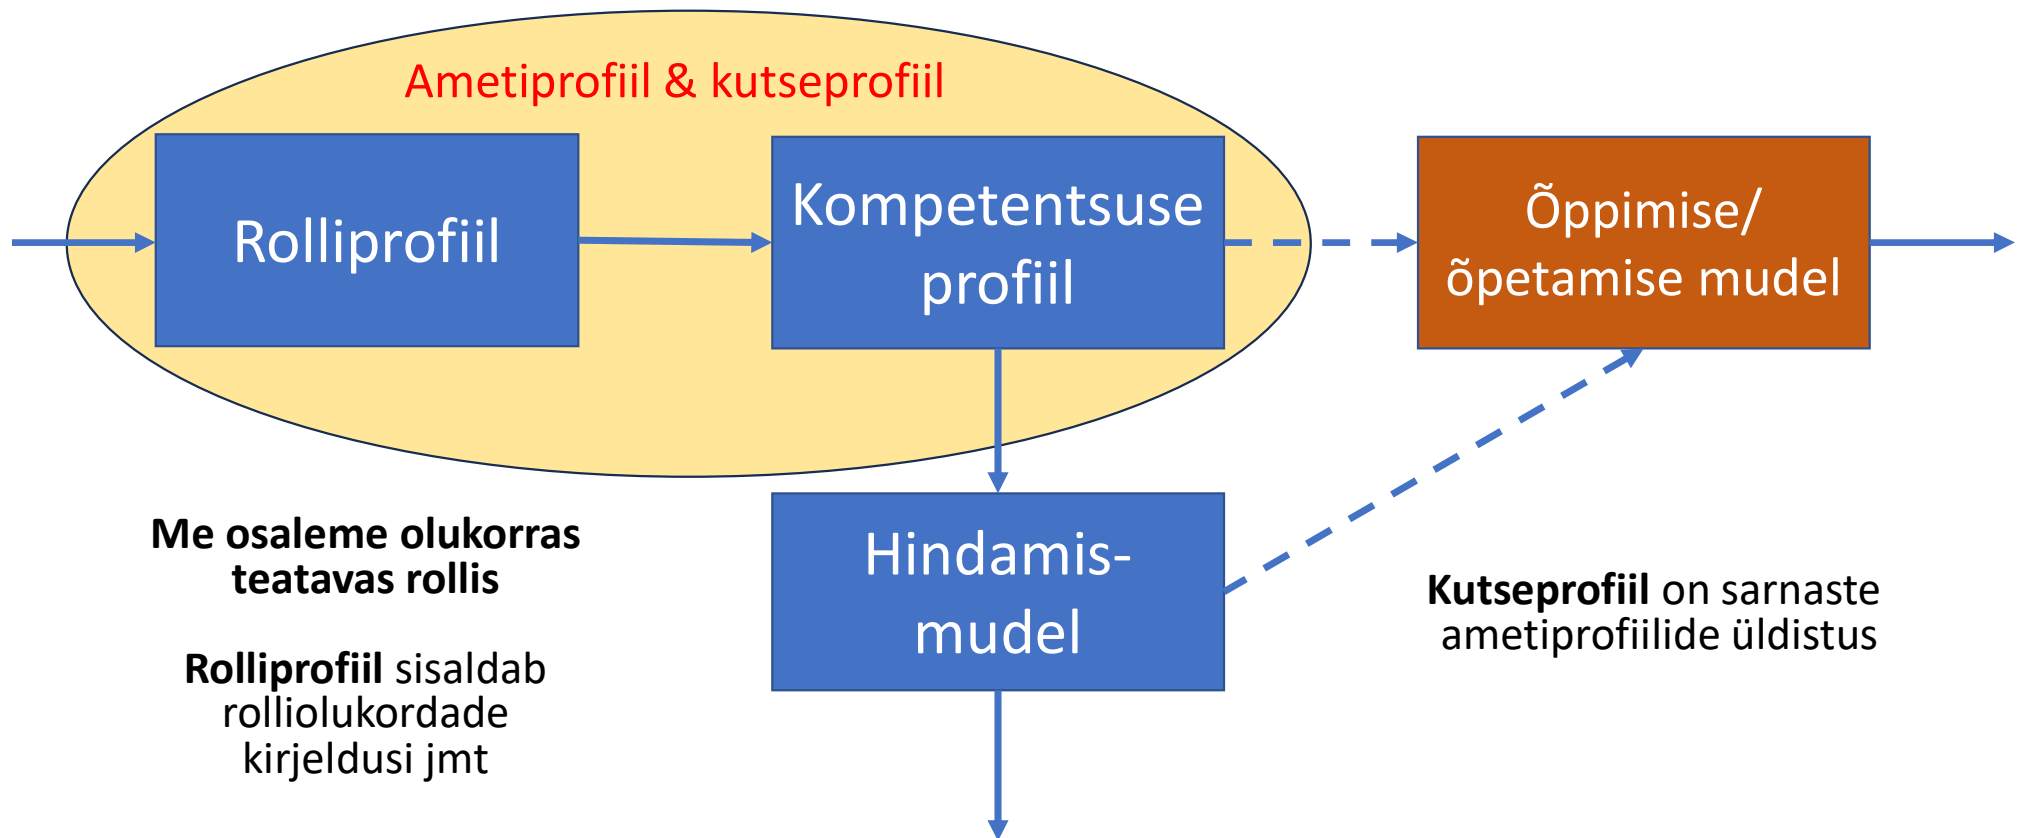 Ametiprofiil & kutseprofiil
Rolliprofiil
Kompetentsuse
profiil
Õppimise/
õpetamise mudel
Hindamis-
mudel
Me osaleme olukorras
teatavas rollis
Rolliprofiil sisaldab
rolliolukordade
kirjeldusi jmt
Kutseprofiil on sarnaste
ametiprofiilide üldistus